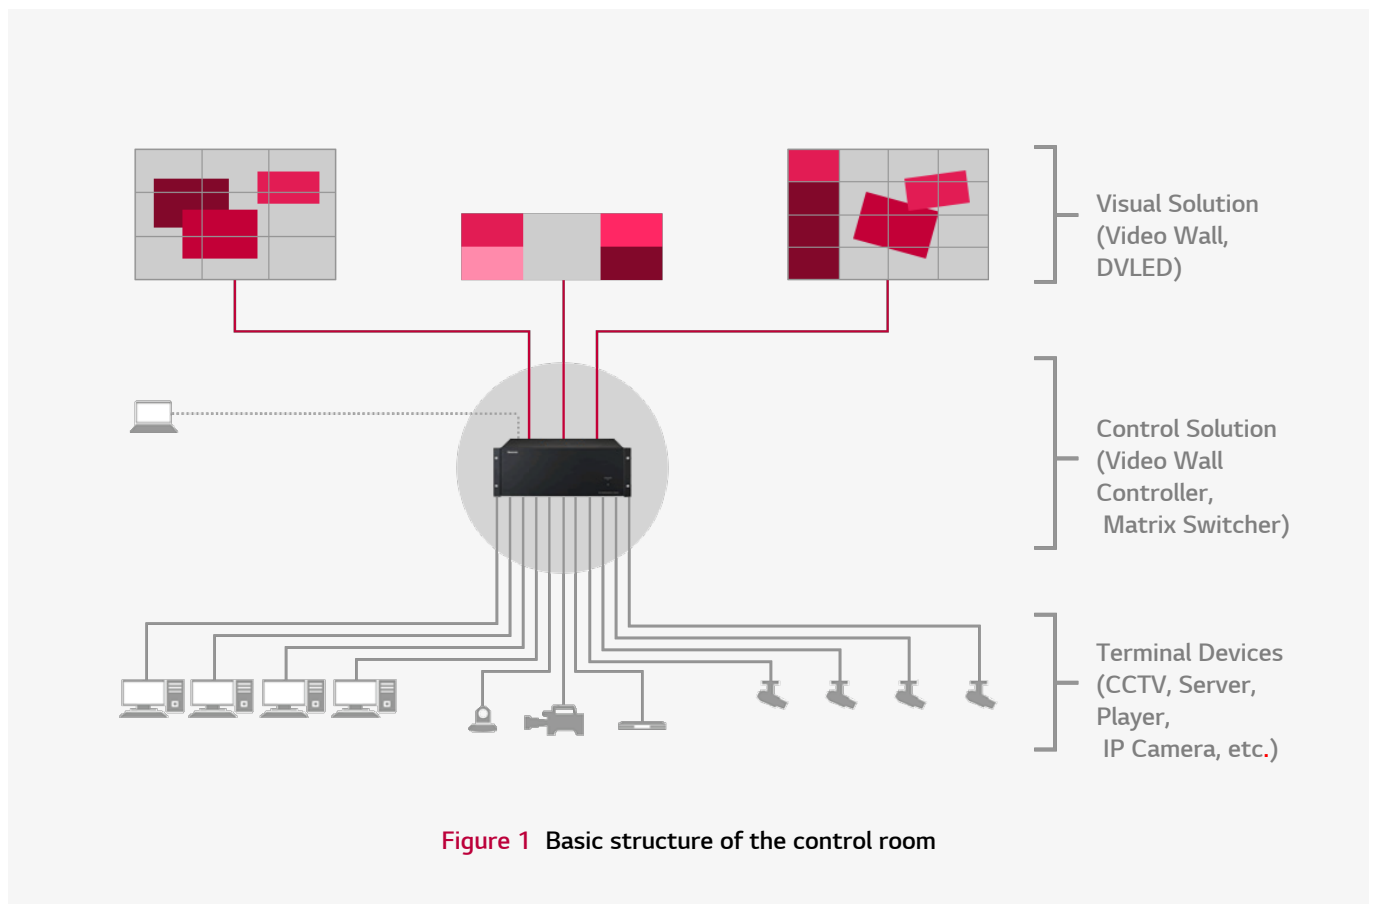 Visual Solution
(Video Wall,
DVLED)
Control Solution
(Video Wall
Controller,
Matrix Switcher)
Terminal Devices
(CCTV, Server,
Player,
IP Camera, etc.)
Figure 1 Basic structure of the control room